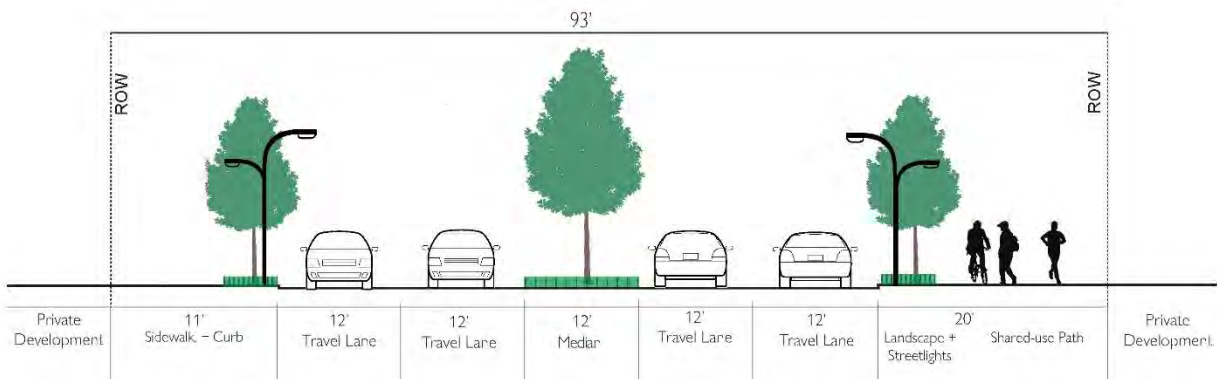 93'
ROW
ROW
Private
Development
11'
Sidewalk, – Curb
12'
Travel Lane
12'
Travel Lane
12'
Median
12'
Travel Lane
12'
Travel Lane
20'
Landscape +
Streetlights
Shared-use Path
Private
Development